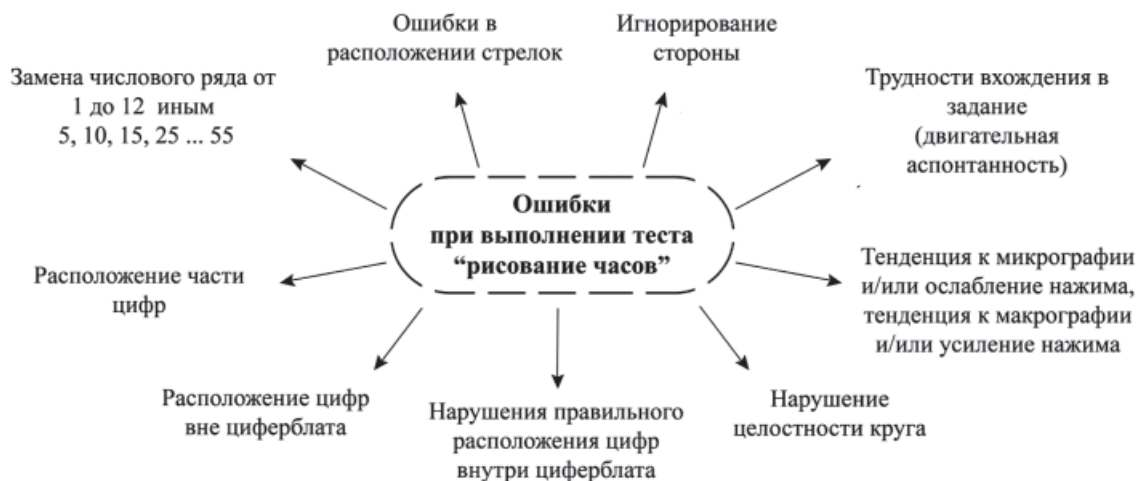 Ошибки в
расположении стрелок
Игнорирование
стороны
Замена числового ряда от
1 до 12 иным
5, 10, 15, 25 ... 55
Трудности вхождения в
задание
(двигательная
аспонтанность)
Ошибки
при выполнении теста
“рисование часов”
Расположение части
цифр
Тенденция к микрографии
и/или ослабление нажима,
тенденция к макрографии
и/или усиление нажима
Расположение цифр
вне циферблата
Нарушения правильного
расположения цифр
внутри циферблата
Нарушение
целостности круга